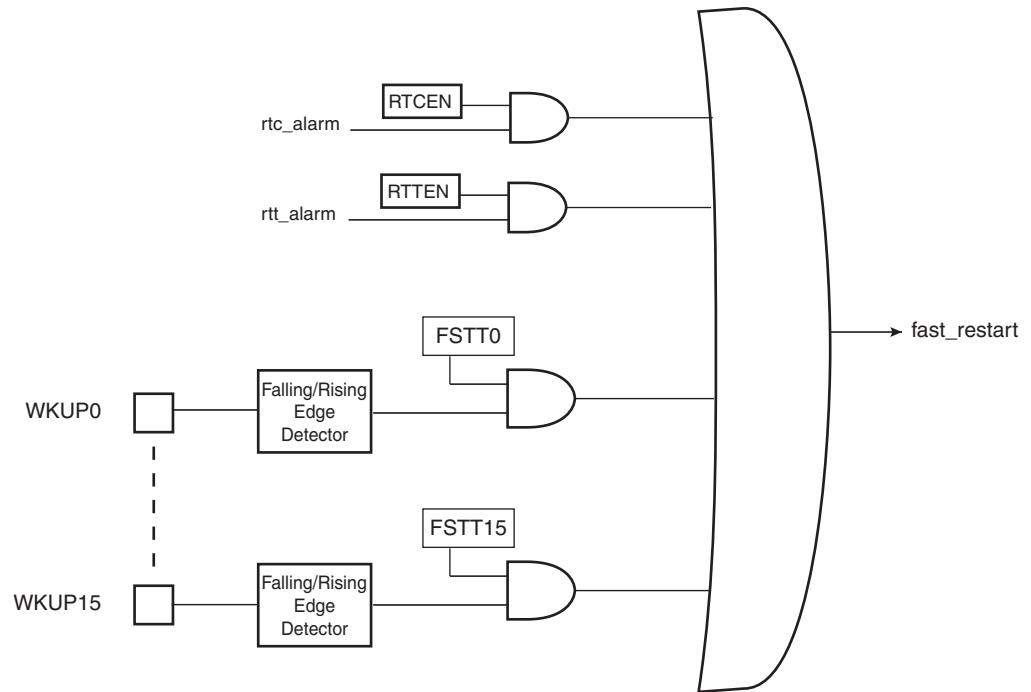 RTCEN
rtc_alarm
RTTEN
rtt_alarm
FSTT0
fast_restart
WKUP0
Falling/Rising
Edge
Detector
FSTT15
WKUP15
Falling/Rising
Edge
Detector